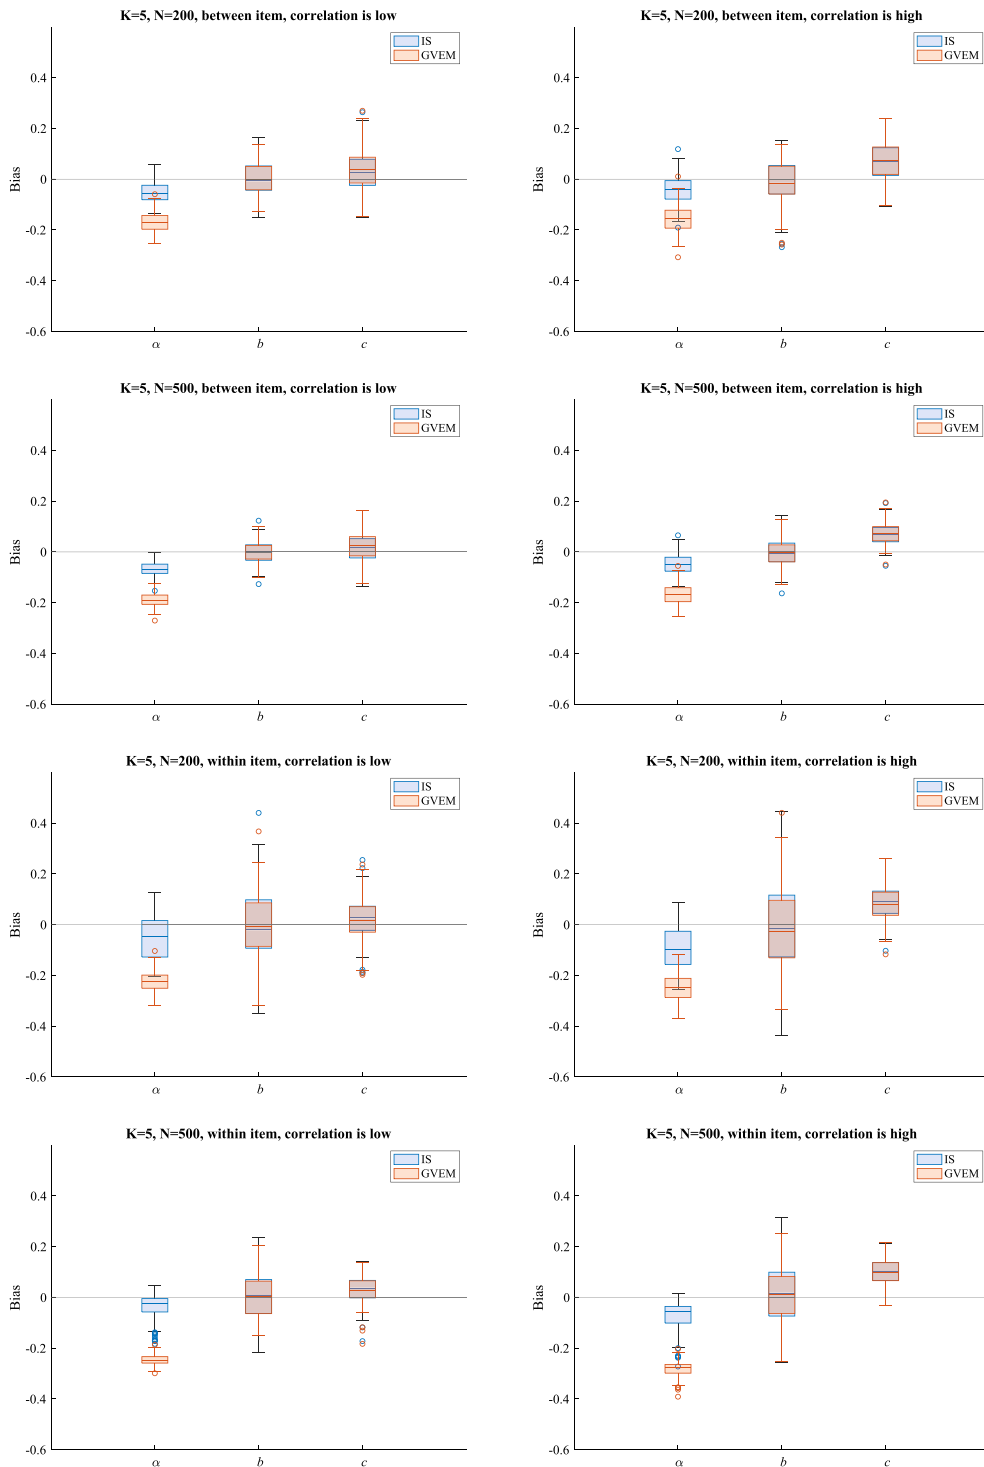 K=5, N=200, between item, correlation is low
IS
GVEM
0.4
0.2
0
-0.2
-0.4
-0.6
Bias
α
b
c
K=5, N=200, between item, correlation is high
IS
GVEM
0.4
0.2
0
-0.2
-0.4
-0.6
Bias
α
b
c
K=5, N=500, between item, correlation is low
IS
GVEM
0.4
0.2
0
-0.2
-0.4
-0.6
Bias
α
b
c
K=5, N=500, between item, correlation is high
IS
GVEM
0.4
0.2
0
-0.2
-0.4
-0.6
Bias
α
b
c
K=5, N=200, within item, correlation is low
IS
GVEM
0.4
0.2
0
-0.2
-0.4
-0.6
Bias
α
b
c
K=5, N=200, within item, correlation is high
IS
GVEM
0.4
0.2
0
-0.2
-0.4
-0.6
Bias
α
b
c
K=5, N=500, within item, correlation is low
IS
GVEM
0.4
0.2
0
-0.2
-0.4
-0.6
Bias
α
b
c
K=5, N=500, within item, correlation is high
IS
GVEM
0.4
0.2
0
-0.2
-0.4
-0.6
Bias
α
b
c